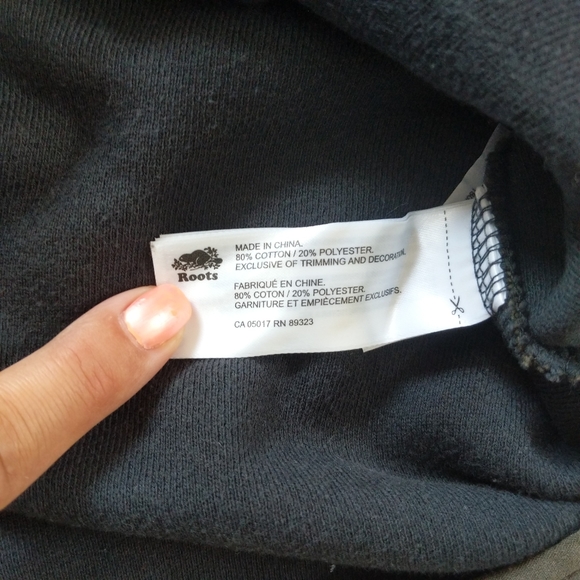 Roots
MADE IN CHINA.
80% COTTON / 20% POLYESTER.
EXCLUSIVE OF TRIMMING AND DECORATION.
FABRIQUÉ EN CHINE.
80% COTON / 20% POLYESTER.
GARNITURE ET EMPIÈCEMENT EXCLUSIFS.
CA 05017 RN 89323